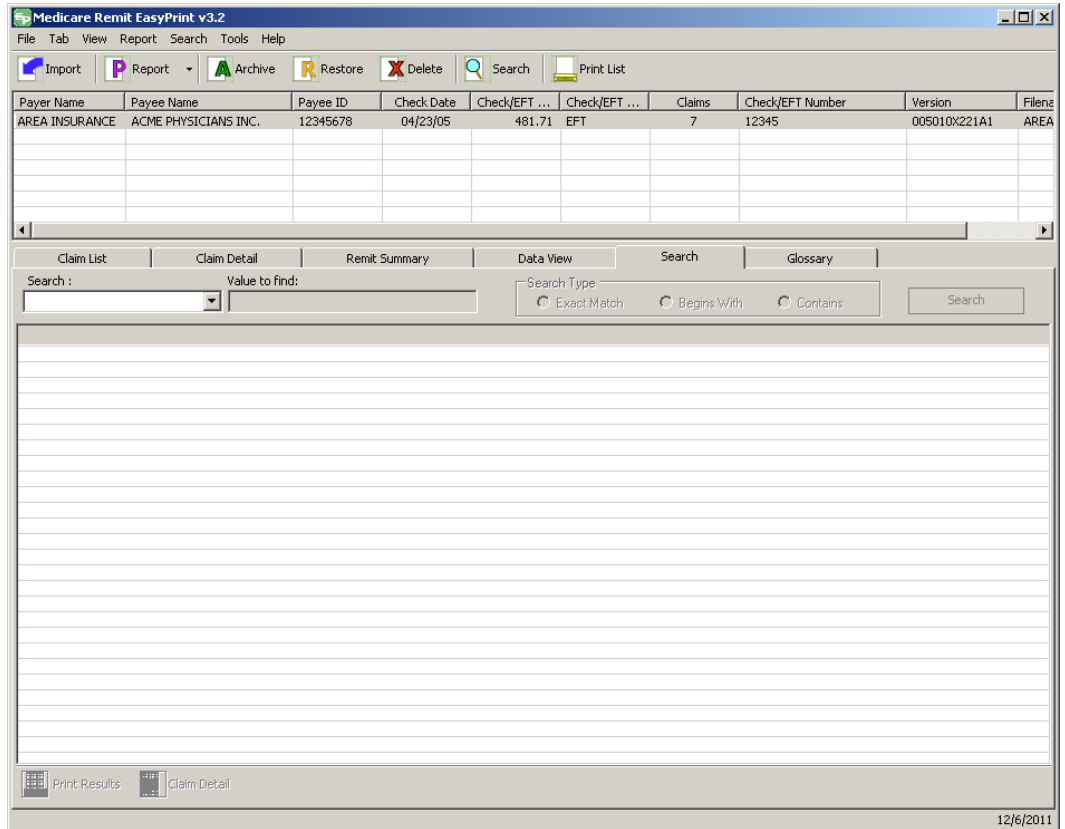 EP Medicare Remit EasyPrint v3.2
File Tab View Report Search Tools Help
Import P Report A Archive R Restore X Delete Search Print List
Payer Name Payee Name Payee ID Check Date Check/EFT ... Check/EFT ... Claims Check/EFT Number Version Filena
AREA INSURANCE ACME PHYSICIANS INC. 12345678 04/23/05 481.71 EFT 7 12345 005010X221A1 AREA
Claim List Claim Detail Remit Summary Data View Search Glossary
Search : Value to find: Search Type
Exact Match Begins With Contains Search
Print Results Claim Detail
12/6/2011